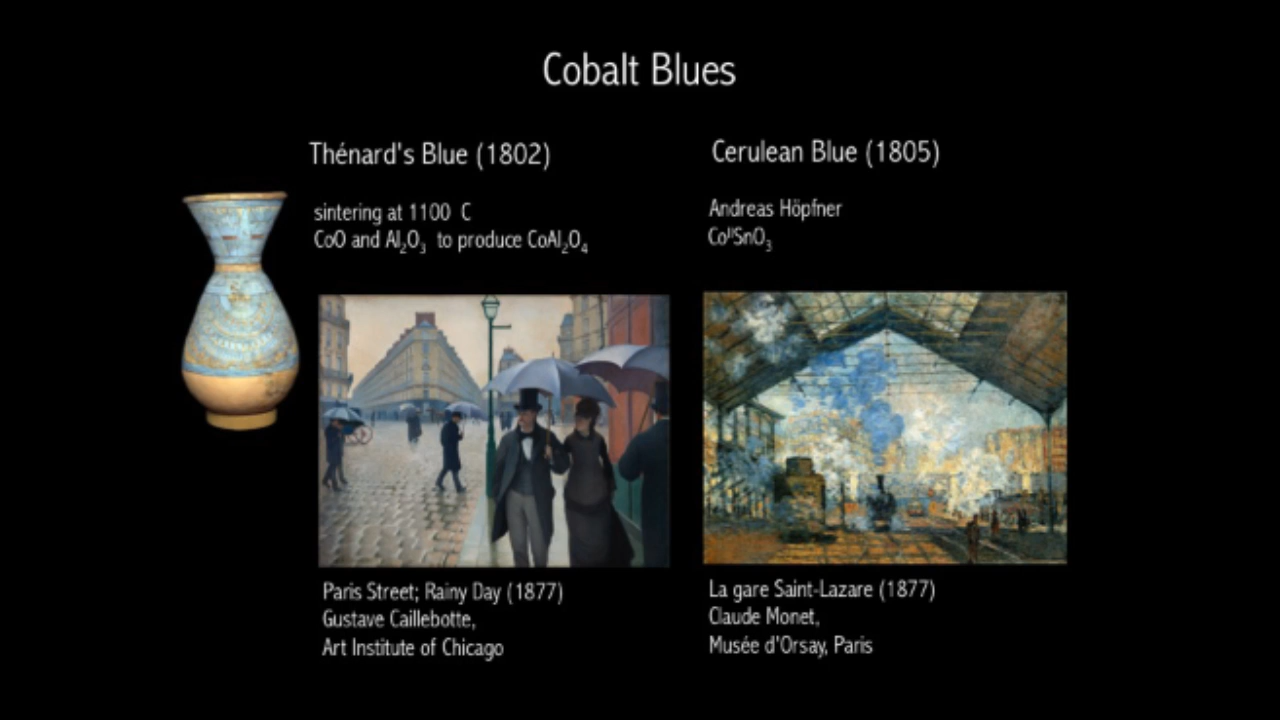 Cobalt Blues
Thénard's Blue (1802)
sintering at 1100 C
CoO and Al₂O₃ to produce CoAl₂O₄
Cerulean Blue (1805)
Andreas Höpfner
CoᴵᴵSnO₃
Paris Street; Rainy Day (1877)
Gustave Caillebotte,
Art Institute of Chicago
La gare Saint-Lazare (1877)
Claude Monet,
Musée d'Orsay, Paris